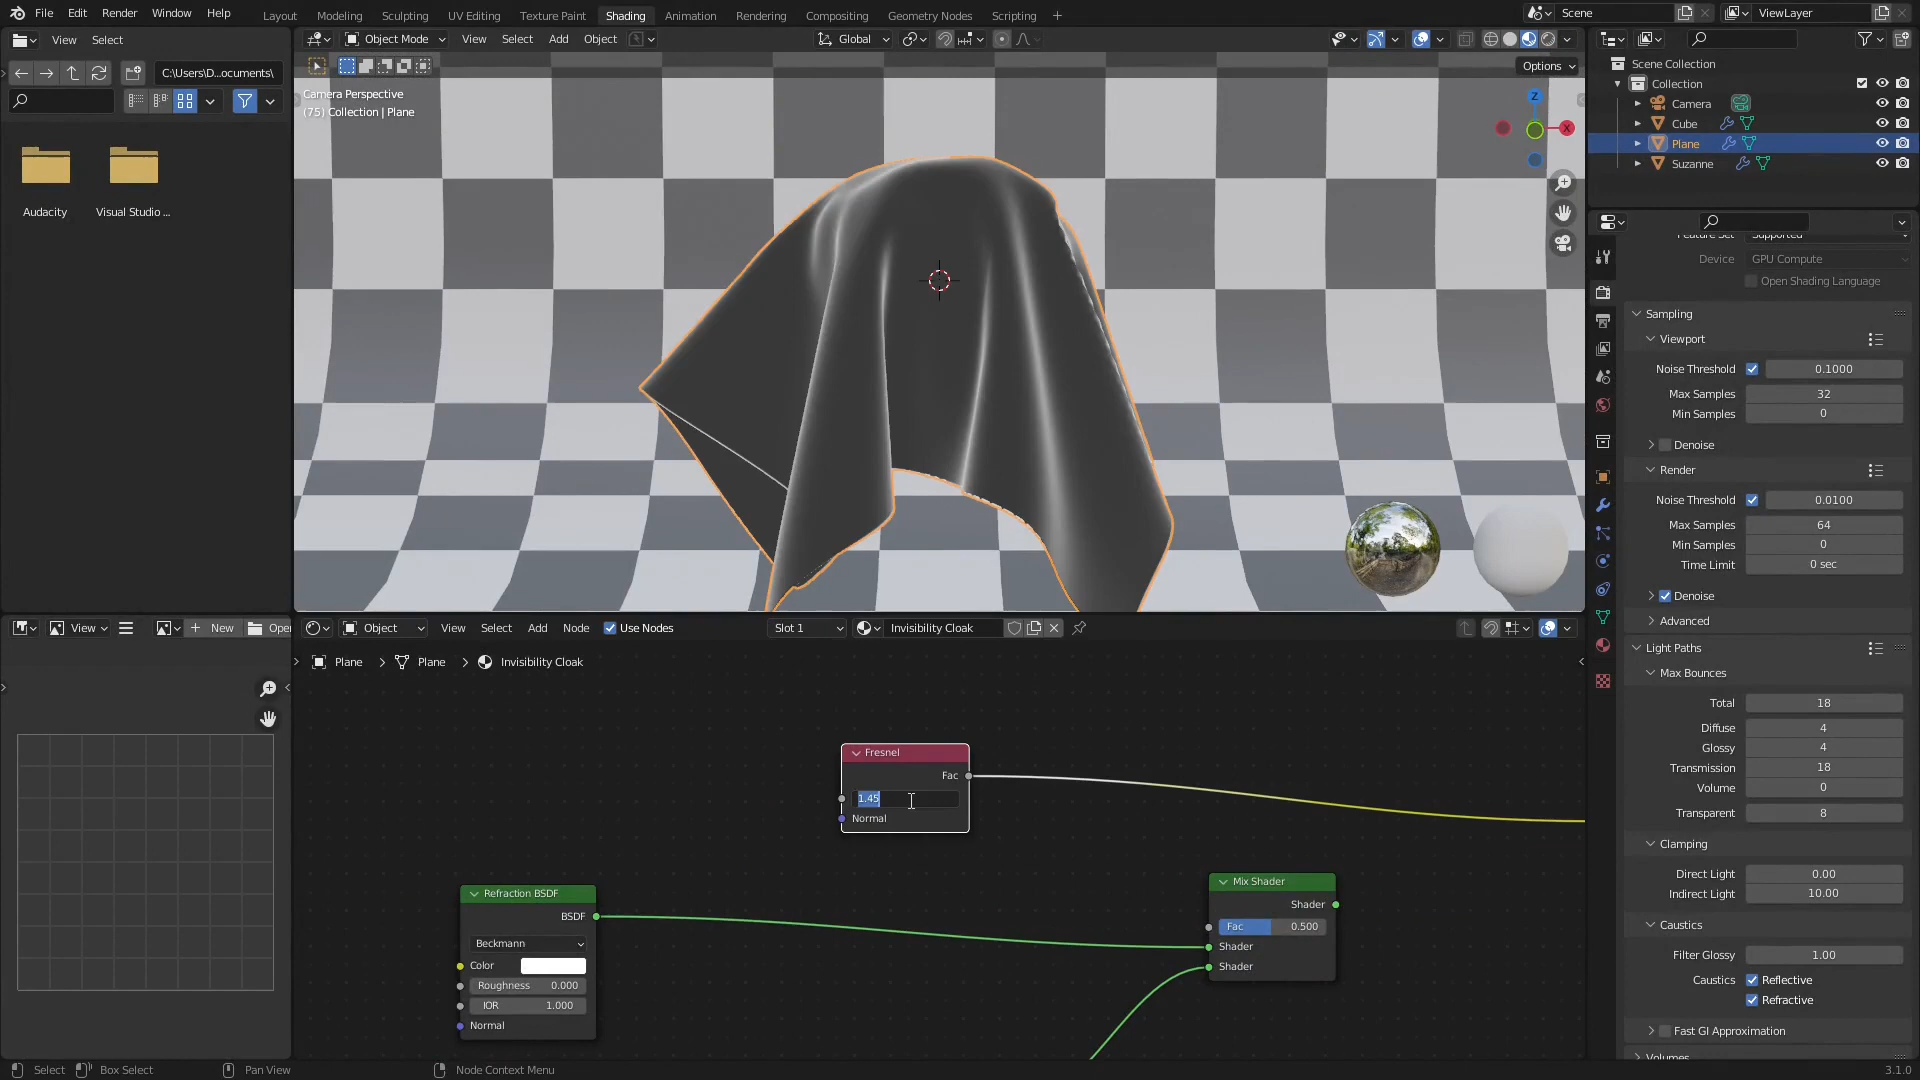 File Edit Render Window Help
Layout Modeling Sculpting UV Editing Texture Paint Shading Animation Rendering Compositing Geometry Nodes Scripting +
Scene
ViewLayer
View Select
Object Mode View Select Add Object
Global
C:\Users\D...ocuments\
Options
Camera Perspective
(75) Collection | Plane
Z
X
Audacity
Visual Studio ...
Scene Collection
Collection
Camera
Cube
Plane
Suzanne
Device GPU Compute
Open Shading Language
Sampling
Viewport
Noise Threshold 0.1000
Max Samples 32
Min Samples 0
Denoise
Render
Noise Threshold 0.0100
Max Samples 64
Min Samples 0
Time Limit 0 sec
Denoise
Advanced
Light Paths
Max Bounces
Total 18
Diffuse 4
Glossy 4
Transmission 18
Volume 0
Transparent 8
Clamping
Direct Light 0.00
Indirect Light 10.00
Caustics
Filter Glossy 1.00
Caustics Reflective
Refractive
Fast GI Approximation
Volumes
View
New
Open
Object View Select Add Node Use Nodes Slot 1 Invisibility Cloak
Plane > Plane > Invisibility Cloak
Fresnel
Fac
1.45
Normal
Refraction BSDF
BSDF
Beckmann
Color
Roughness 0.000
IOR 1.000
Normal
Mix Shader
Shader
Fac 0.500
Shader
Shader
Select Box Select Pan View Node Context Menu 3.1.0